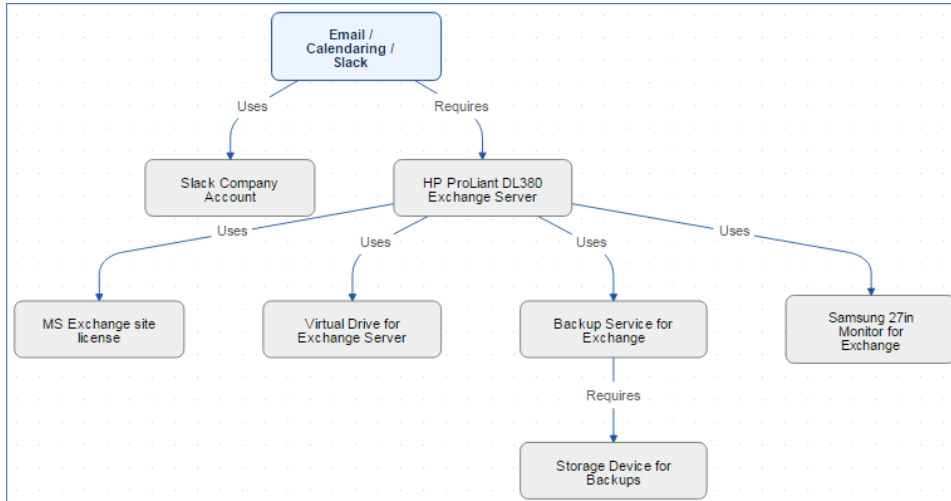 Email /
Calendaring /
Slack
Uses
Requires
Slack Company
Account
HP ProLiant DL380
Exchange Server
Uses
Uses
Uses
Uses
MS Exchange site
license
Virtual Drive for
Exchange Server
Backup Service for
Exchange
Samsung 27in
Monitor for
Exchange
Requires
Storage Device for
Backups